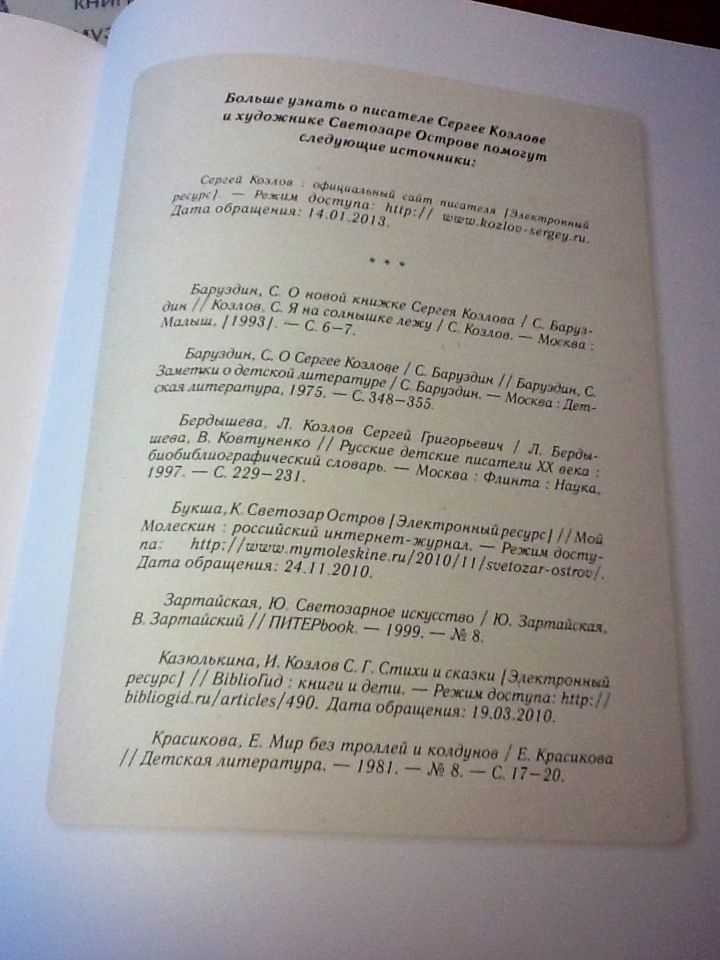 Больше узнать о писателе Сергее Козлове
и художнике Светозаре Острове помогут
следующие источники:
Сергей Козлов : официальный сайт писателя [Электронный
ресурс]. — Режим доступа: http:// www.kozlov-sergey.ru.
Дата обращения: 14.01.2013.
* * *
Баруздин, С. О новой книжке Сергея Козлова / С. Баруз-
дин // Козлов, С. Я на солнышке лежу / С. Козлов. — Москва :
Малыш, [1993]. — С. 6—7.
Баруздин, С. О Сергее Козлове / С. Баруздин // Баруздин, С.
Заметки о детской литературе / С. Баруздин. — Москва : Дет-
ская литература, 1975. — С. 348—355.
Бердышева, Л. Козлов Сергей Григорьевич / Л. Берды-
шева, В. Ковтуненко // Русские детские писатели XX века :
биобиблиографический словарь. — Москва : Флинта : Наука,
1997. — С. 229—231.
Букша, К. Светозар Остров [Электронный ресурс] // Мой
Молескин : российский интернет-журнал. — Режим досту-
па: http://www.mymoleskine.ru/2010/11/svetozar-ostrov/.
Дата обращения: 24.11.2010.
Зартайская, Ю. Светозарное искусство / Ю. Зартайская,
В. Зартайский // ПИТЕРbook. — 1999. — № 8.
Казюлькина, И. Козлов С. Г. Стихи и сказки [Электронный
ресурс] // BiblioГид : книги и дети. — Режим доступа: http://
bibliogid.ru/articles/490. Дата обращения: 19.03.2010.
Красикова, Е. Мир без троллей и колдунов / Е. Красикова
// Детская литература. — 1981. — № 8. — С. 17—20.